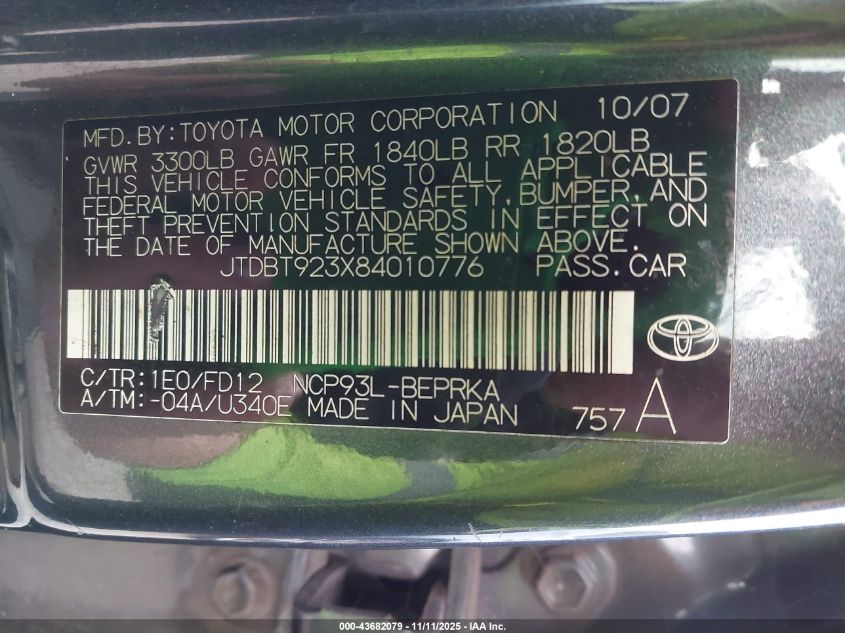 MFD.BY:TOYOTA MOTOR CORPORATION 10/07
GVWR 3300LB GAWR FR 1840LB RR 1820LB
THIS VEHICLE CONFORMS TO ALL APPLICABLE
FEDERAL MOTOR VEHICLE SAFETY,BUMPER,AND
THEFT PREVENTION STANDARDS IN EFFECT ON
THE DATE OF MANUFACTURE SHOWN ABOVE.
JTDBT923X84010776 PASS.CAR
C/TR:1E0/FD12 NCP93L-BEPRKA
A/TM:-04A/U340E MADE IN JAPAN 757 A
000-43682079 - 11/11/2025 - IAA Inc.